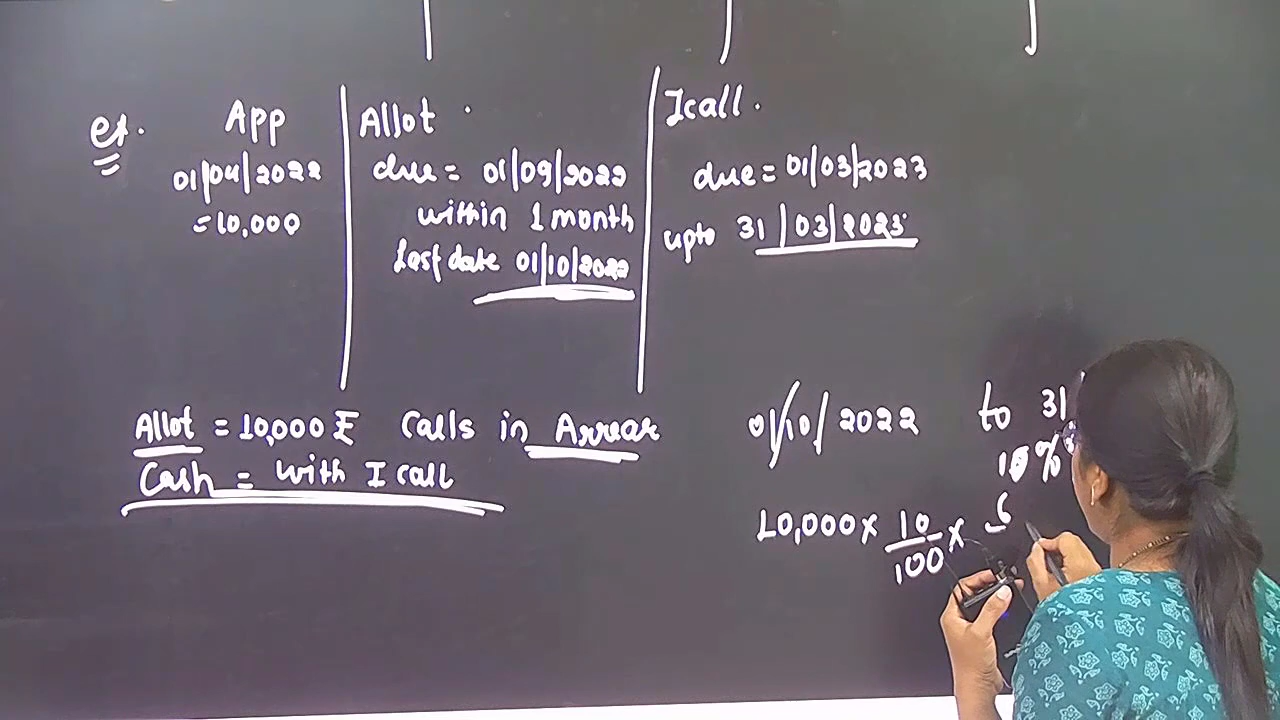 ex. App
01/04/2022
= 10,000
Allot
due = 01/09/2022
within 1 month
last date 01/10/2022
I call.
due = 01/03/2023
upto 31/03/2023
Allot = 10,000 ₹ Calls in Arrear
Cash = with I call
01/10/2022 to 31
10%
10,000 × 10/100 × 6